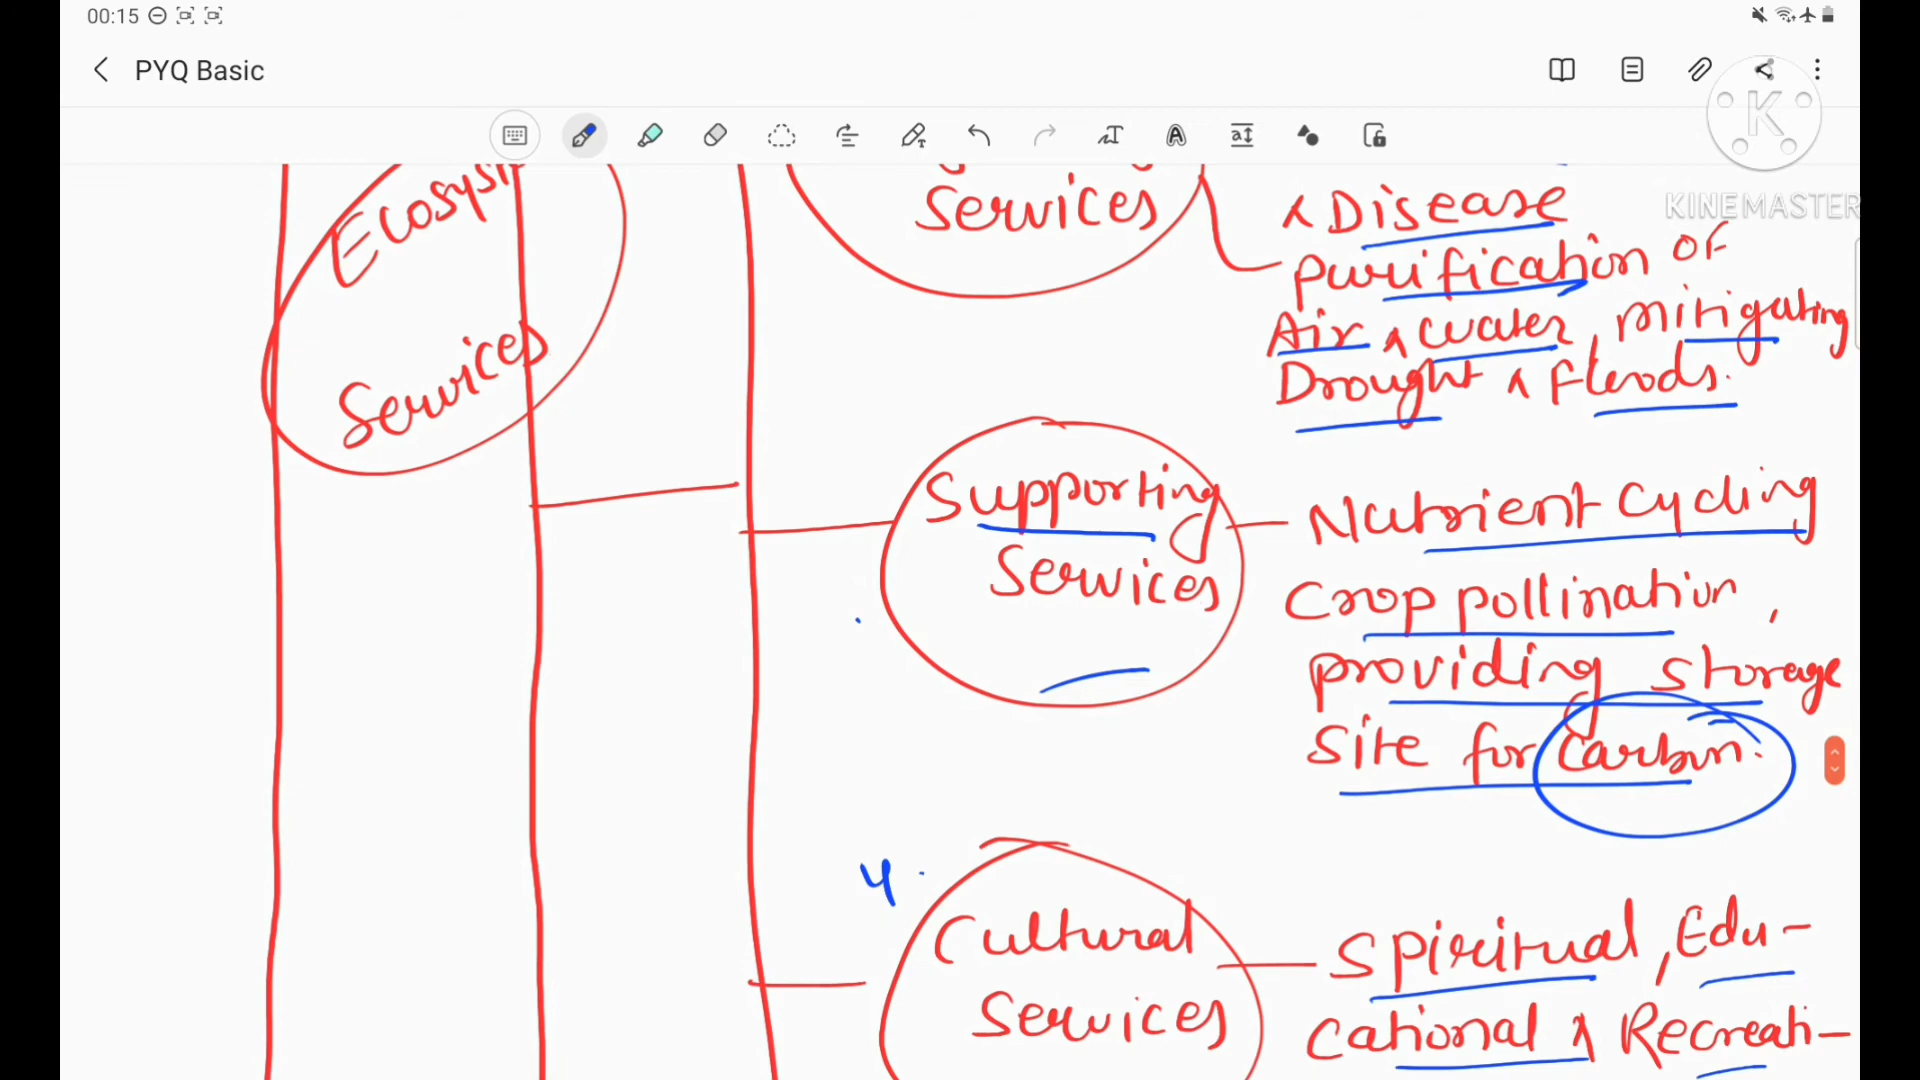 00:15
PYQ Basic
KINEMASTER
Ecosyst
Services
Services
& Disease
purification of
Air & water, mitigating
Drought & floods.
Supporting
Services
Nutrient Cycling
Crop pollination,
providing storage
Site for Carbon.
4.
Cultural
Services
Spiritual, Edu-
Cational & Recreati-